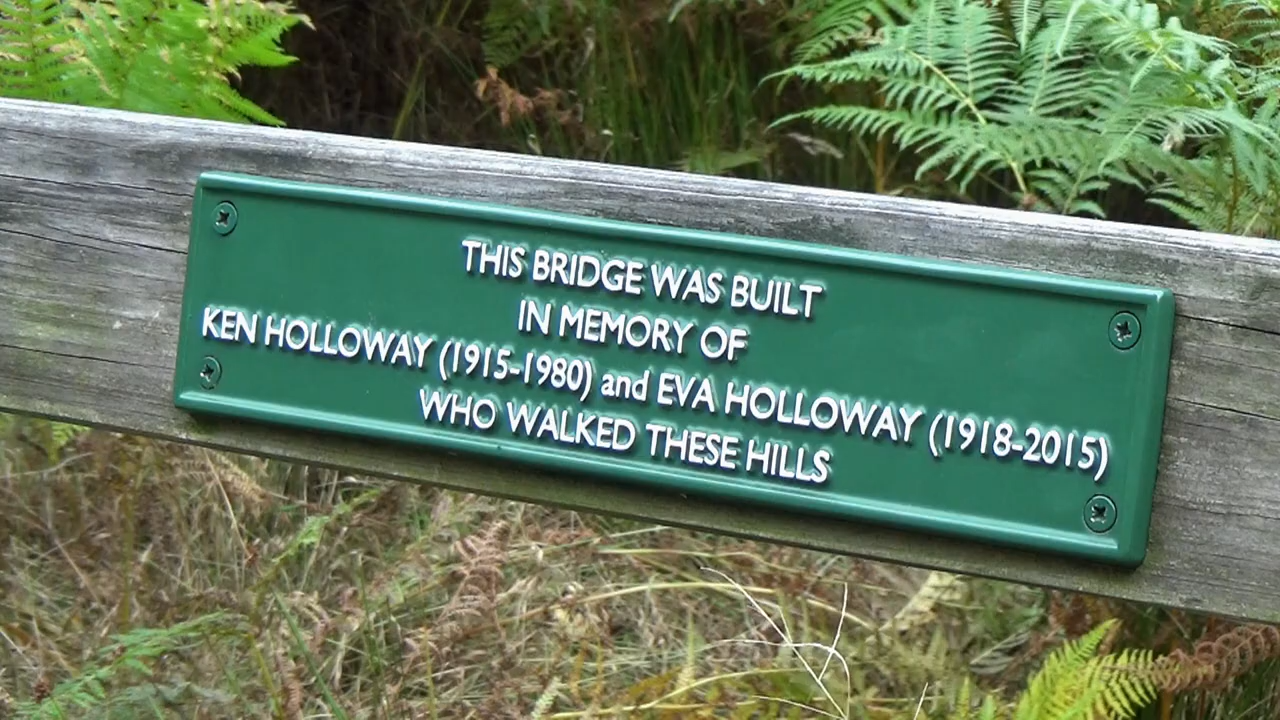 THIS BRIDGE WAS BUILT
IN MEMORY OF
KEN HOLLOWAY (1915-1980) and EVA HOLLOWAY (1918-2015)
WHO WALKED THESE HILLS